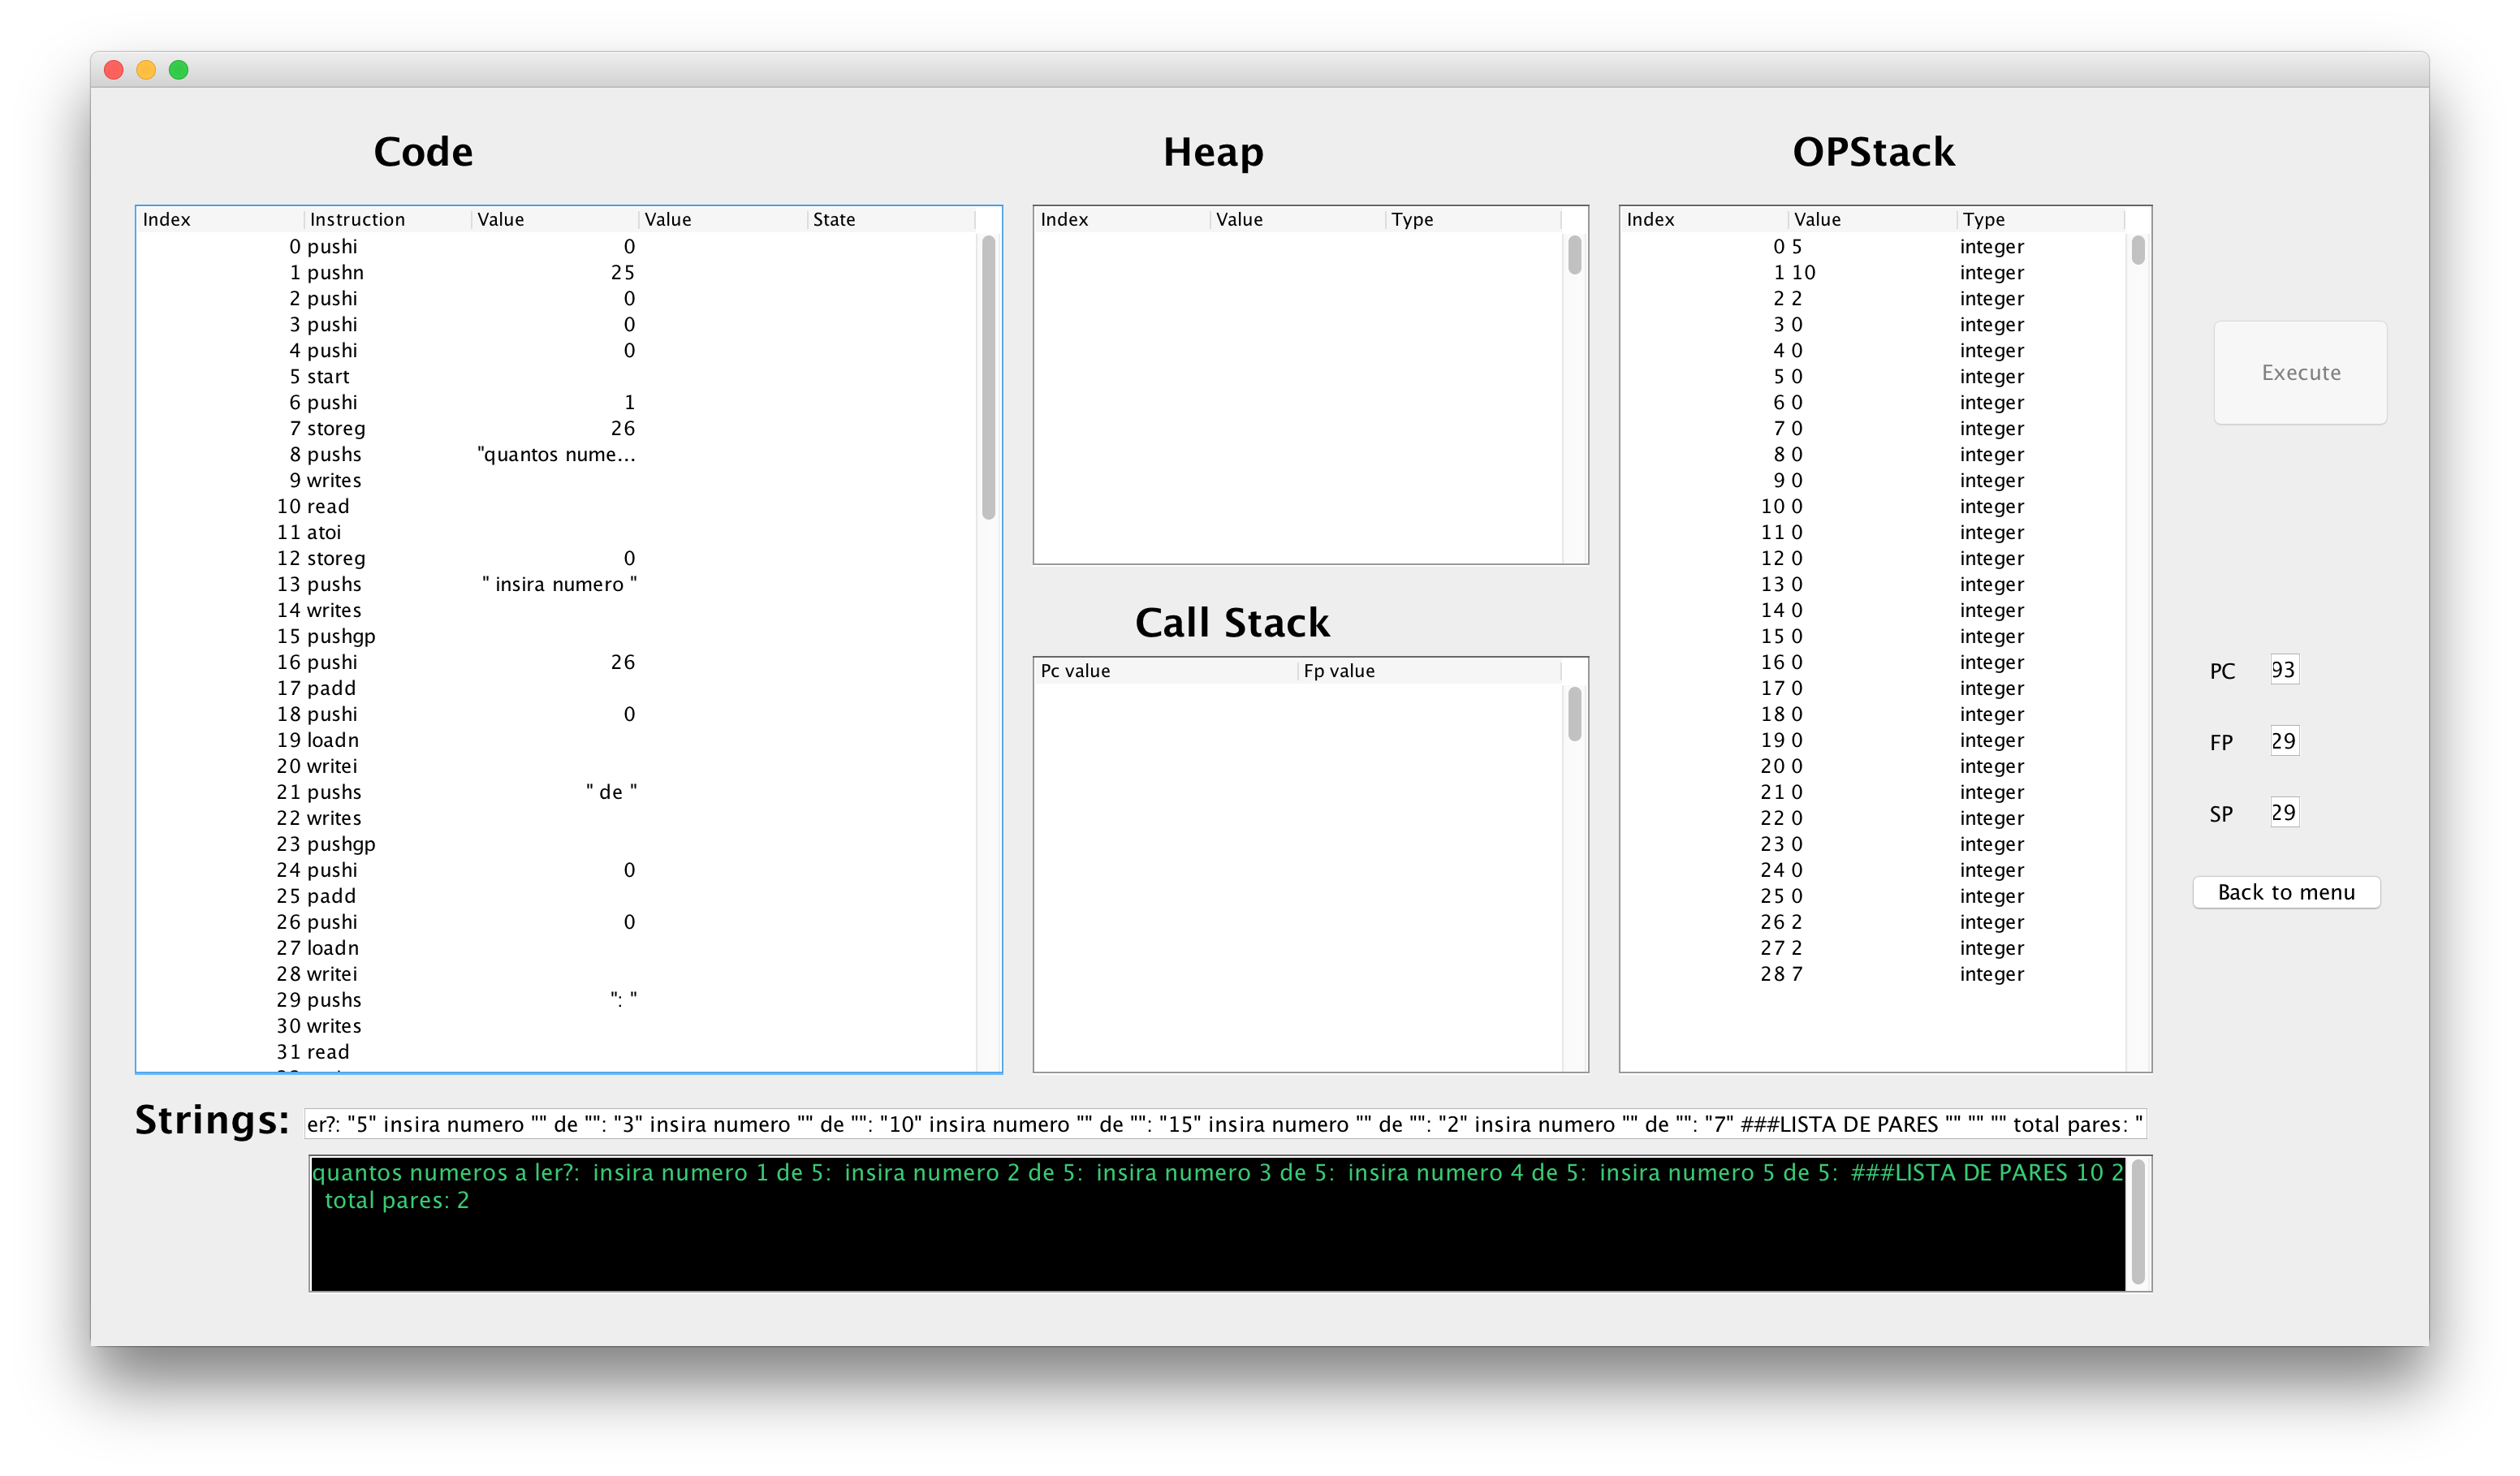 Code
Index Instruction Value Value State
0 pushi 0
1 pushn 25
2 pushi 0
3 pushi 0
4 pushi 0
5 start
6 pushi 1
7 storeg 26
8 pushs "quantos nume...
9 writes
10 read
11 atoi
12 storeg 0
13 pushs " insira numero "
14 writes
15 pushgp
16 pushi 26
17 padd
18 pushi 0
19 loadn
20 writei
21 pushs " de "
22 writes
23 pushgp
24 pushi 0
25 padd
26 pushi 0
27 loadn
28 writei
29 pushs ": "
30 writes
31 read
Heap
Index Value Type
Call Stack
Pc value Fp value
OPStack
Index Value Type
0 5 integer
1 10 integer
2 2 integer
3 0 integer
4 0 integer
5 0 integer
6 0 integer
7 0 integer
8 0 integer
9 0 integer
10 0 integer
11 0 integer
12 0 integer
13 0 integer
14 0 integer
15 0 integer
16 0 integer
17 0 integer
18 0 integer
19 0 integer
20 0 integer
21 0 integer
22 0 integer
23 0 integer
24 0 integer
25 0 integer
26 2 integer
27 2 integer
28 7 integer
Execute
PC 93
FP 29
SP 29
Back to menu
Strings: er?: "5" insira numero "" de "": "3" insira numero "" de "": "10" insira numero "" de "": "15" insira numero "" de "": "2" insira numero "" de "": "7" ###LISTA DE PARES "" "" "" total pares: "
quantos numeros a ler?:  insira numero 1 de 5:  insira numero 2 de 5:  insira numero 3 de 5:  insira numero 4 de 5:  insira numero 5 de 5:  ###LISTA DE PARES 10 2
total pares: 2